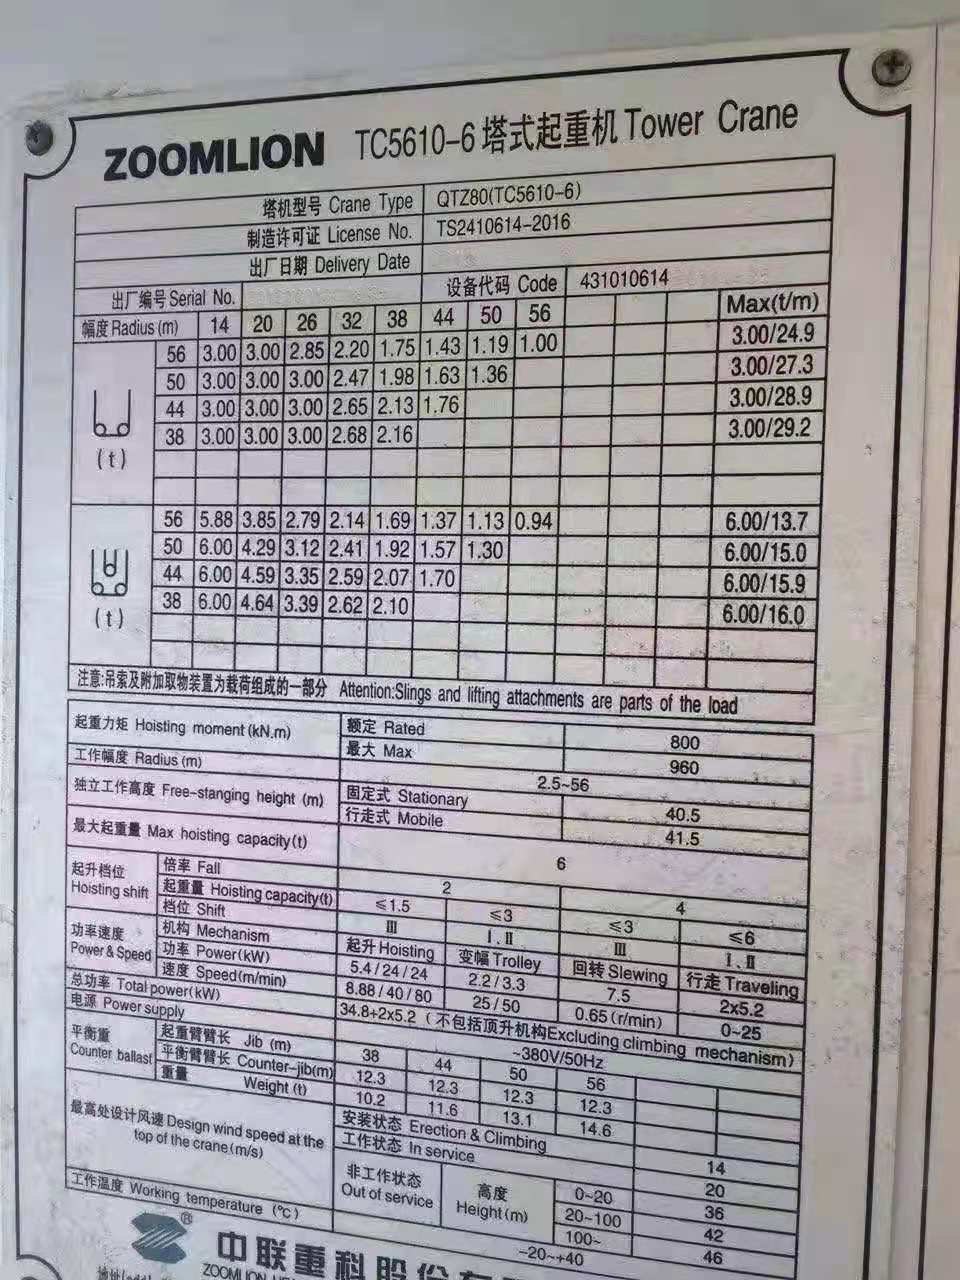 ZOOMLION TC5610-6 塔式起重机 Tower Crane
塔机型号 Crane Type QTZ80(TC5610-6)
制造许可证 License No. TS2410614-2016
出厂日期 Delivery Date
出厂编号 Serial No. 设备代码 Code 431010614
幅度 Radius (m) 14 20 26 32 38 44 50 56 Max(t/m)
56 3.00 3.00 2.85 2.20 1.75 1.43 1.19 1.00 3.00/24.9
50 3.00 3.00 3.00 2.47 1.98 1.63 1.36 3.00/27.3
44 3.00 3.00 3.00 2.65 2.13 1.76 3.00/28.9
38 3.00 3.00 3.00 2.68 2.16 3.00/29.2
(t)
56 5.88 3.85 2.79 2.14 1.69 1.37 1.13 0.94 6.00/13.7
50 6.00 4.29 3.12 2.41 1.92 1.57 1.30 6.00/15.0
44 6.00 4.59 3.35 2.59 2.07 1.70 6.00/15.9
38 6.00 4.64 3.39 2.62 2.10 6.00/16.0
(t)
注意:吊索及附加取物装置为载荷组成的一部分 Attention:Slings and lifting attachments are parts of the load
起重力矩 Hoisting moment (kN.m) 额定 Rated 800
最大 Max 960
工作幅度 Radius (m) 2.5~56
独立工作高度 Free-stanging height (m) 固定式 Stationary 40.5
行走式 Mobile 41.5
最大起重量 Max hoisting capacity(t) 6
起升档位 Hoisting shift 倍率 Fall 2 4
起重量 Hoisting capacity(t) ≤1.5 ≤3 ≤3 ≤6
档位 Shift Ⅲ Ⅰ、Ⅱ Ⅲ Ⅰ、Ⅱ
功率速度 Power & Speed 机构 Mechanism 起升 Hoisting 变幅 Trolley 回转 Slewing 行走 Traveling
功率 Power(kW) 5.4/24/24 2.2/3.3 7.5 2x5.2
速度 Speed(m/min) 8.88/40/80 25/50 0.65 (r/min) 0~25
总功率 Total power(kW) 34.8+2x5.2 (不包括顶升机构Excluding climbing mechanism)
电源 Power supply ~380V/50Hz
平衡重 Counter ballast 起重臂臂长 Jib (m) 38 44 50 56
平衡臂臂长 Counter-jib(m) 12.3 12.3 12.3 12.3
重量 Weight (t) 10.2 11.6 13.1 14.6
最高处设计风速 Design wind speed at the top of the crane(m/s) 安装状态 Erection & Climbing 14
工作状态 In service 20
非工作状态 Out of service 高度 Height(m) 0~20 36
20~100 42
100~ 46
工作温度 Working temperature (℃) -20~+40
® 中联重科股份有
ZOOMLION HE
地址(add)